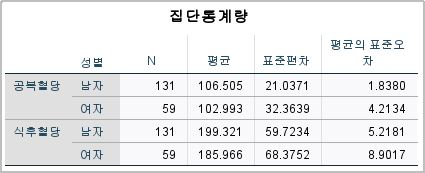 집단통계량
성별 N 평균 표준편차 평균의 표준오차
공복혈당 남자 131 106.505 21.0371 1.8380
여자 59 102.993 32.3639 4.2134
식후혈당 남자 131 199.321 59.7234 5.2181
여자 59 185.966 68.3752 8.9017